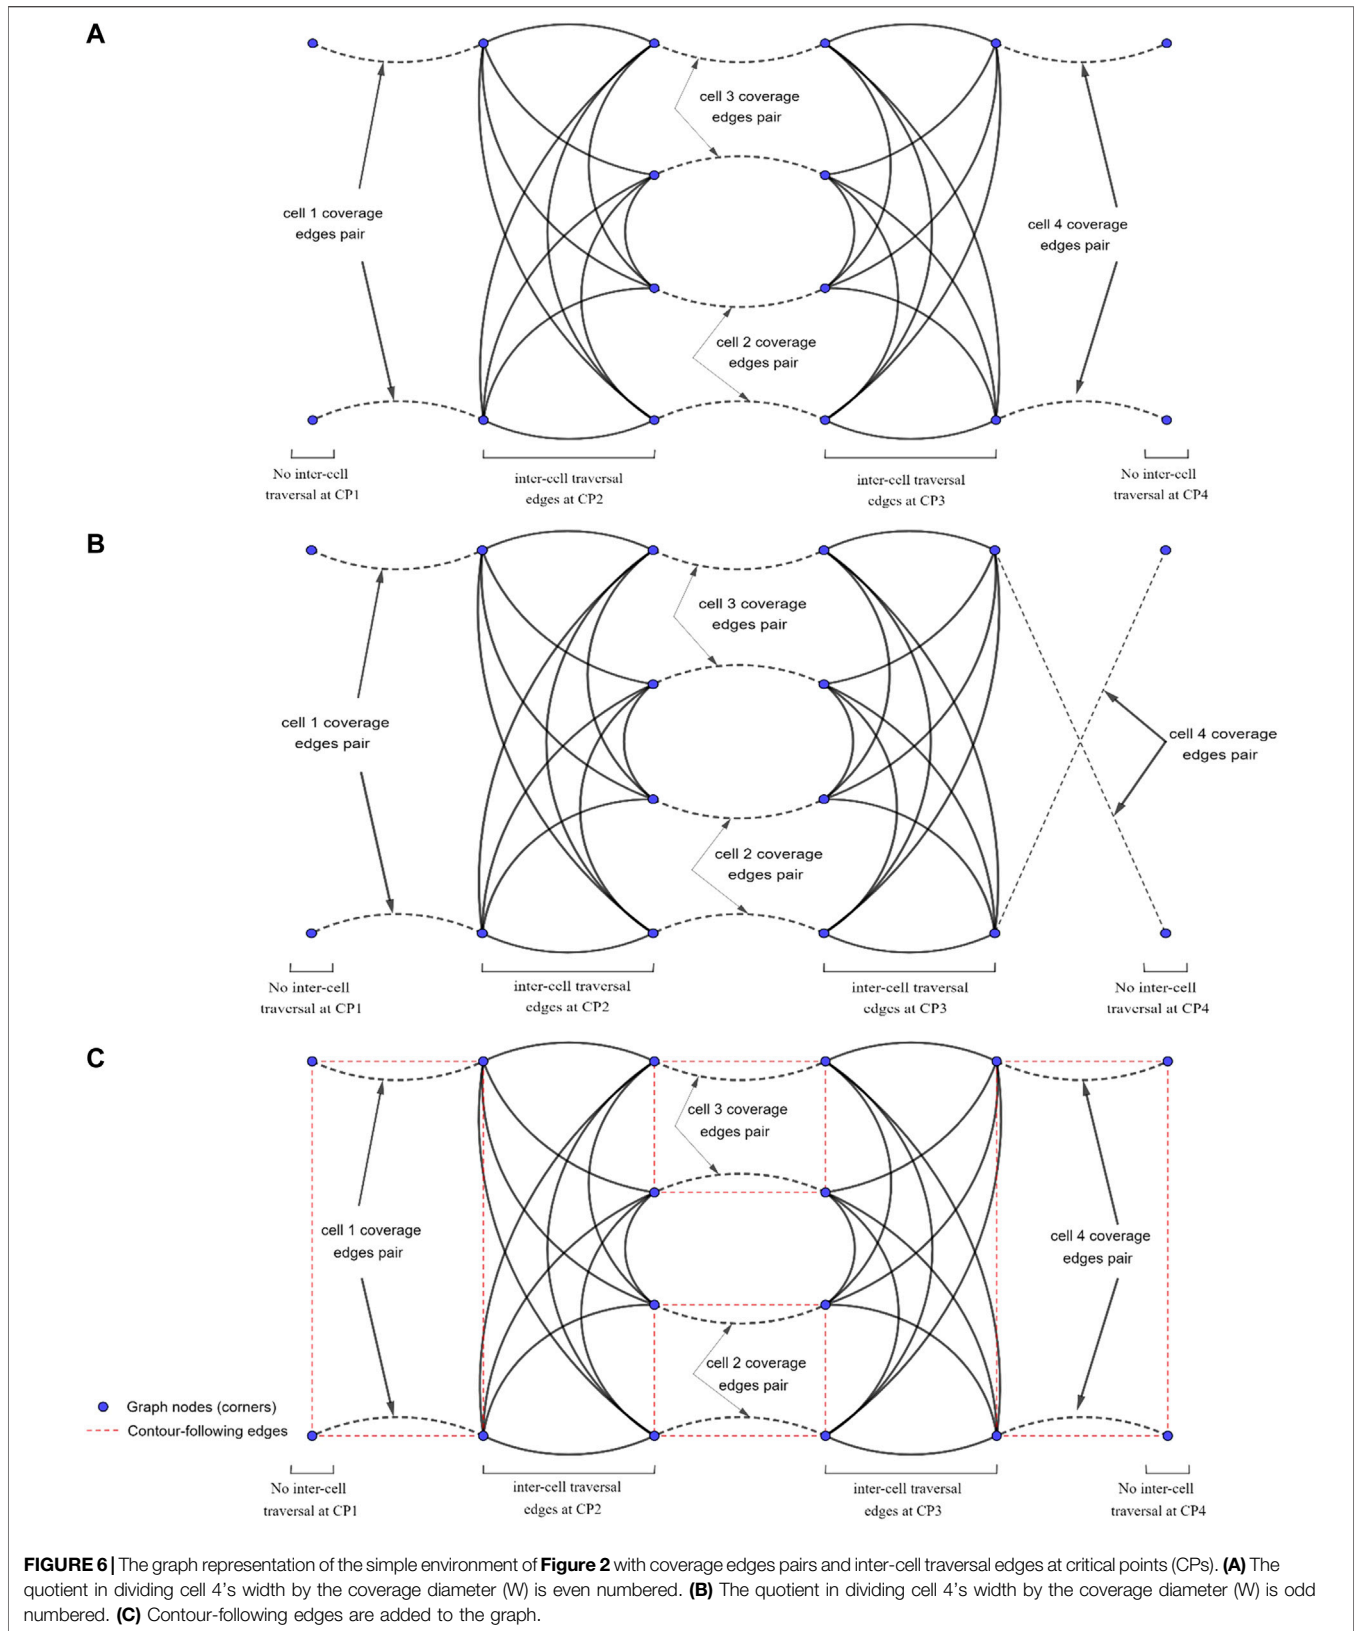 A
cell 3 coverage
edges pair
cell 1 coverage
edges pair
cell 4 coverage
edges pair
cell 2 coverage
edges pair
No inter-cell
traversal at CP1
inter-cell traversal
edges at CP2
inter-cell traversal
edges at CP3
No inter-cell
traversal at CP4
B
cell 3 coverage
edges pair
cell 1 coverage
edges pair
cell 4 coverage
edges pair
cell 2 coverage
edges pair
No inter-cell
traversal at CP1
inter-cell traversal
edges at CP2
inter-cell traversal
edges at CP3
No inter-cell
traversal at CP4
C
cell 3 coverage
edges pair
cell 1 coverage
edges pair
cell 4 coverage
edges pair
cell 2 coverage
edges pair
Graph nodes (corners)
Contour-following edges
No inter-cell
traversal at CP1
inter-cell traversal
edges at CP2
inter-cell traversal
edges at CP3
No inter-cell
traversal at CP4
FIGURE 6 | The graph representation of the simple environment of Figure 2 with coverage edges pairs and inter-cell traversal edges at critical points (CPs). (A) The
quotient in dividing cell 4's width by the coverage diameter (W) is even numbered. (B) The quotient in dividing cell 4's width by the coverage diameter (W) is odd
numbered. (C) Contour-following edges are added to the graph.